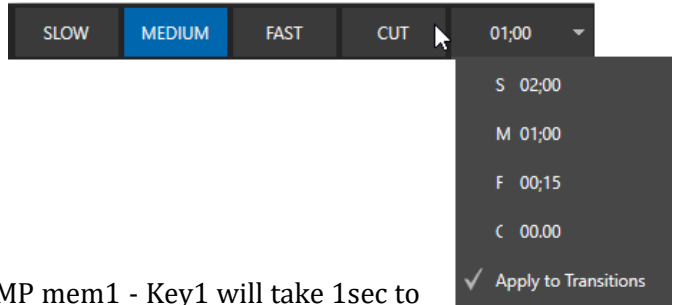 SLOW MEDIUM FAST CUT 01;00
S 02;00
M 01;00
F 00;15
C 00.00
Apply to Transitions
MP mem1 - Key1 will take 1sec to